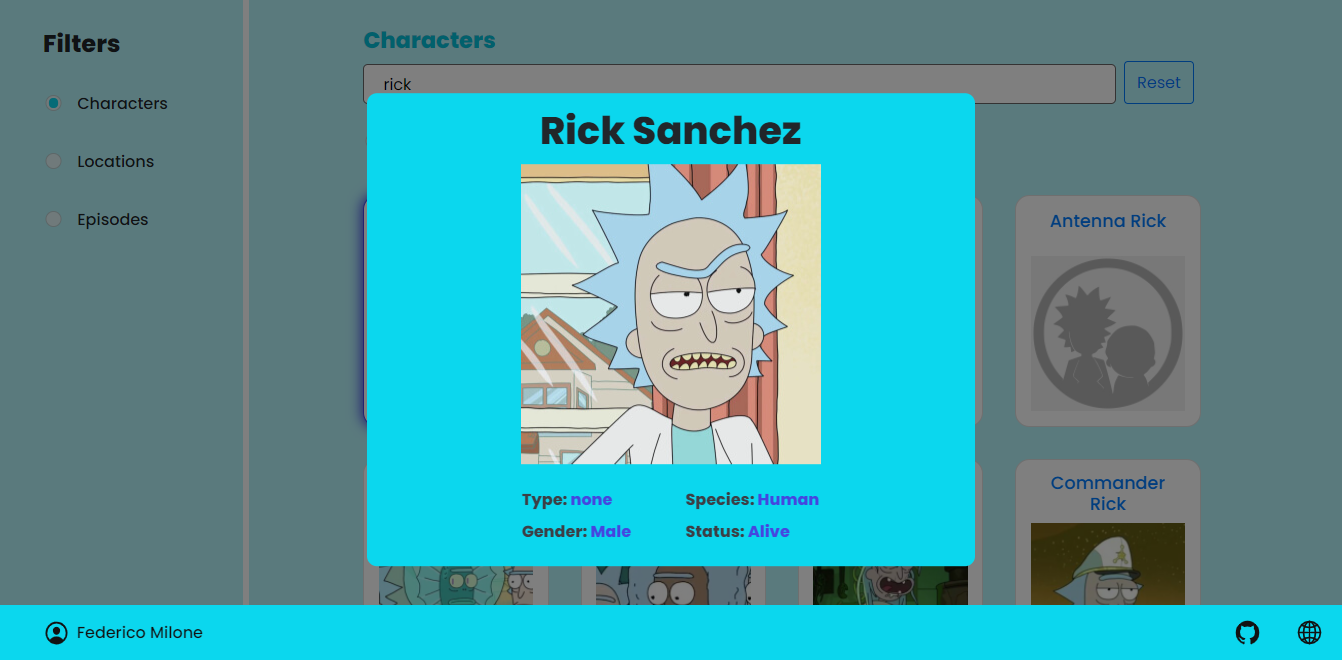 Filters
Characters
Locations
Episodes
Characters
rick
Reset
Rick Sanchez
Type: none
Species: Human
Gender: Male
Status: Alive
Antenna Rick
Commander
Rick
Federico Milone